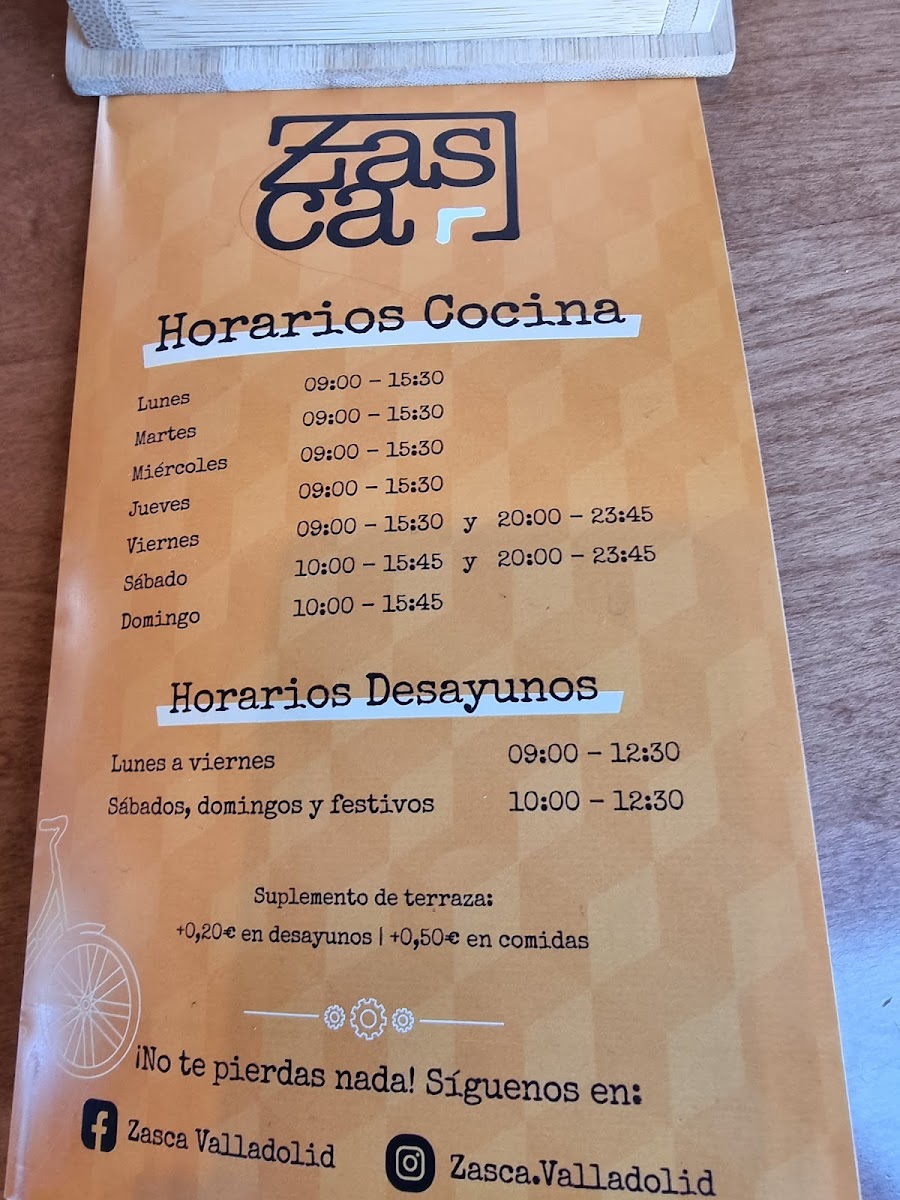 Zas
ca
Horarios Cocina
Lunes 09:00 - 15:30
Martes 09:00 - 15:30
Miércoles 09:00 - 15:30
Jueves 09:00 - 15:30
Viernes 09:00 - 15:30 y 20:00 - 23:45
Sábado 10:00 - 15:45 y 20:00 - 23:45
Domingo 10:00 - 15:45
Horarios Desayunos
Lunes a viernes 09:00 - 12:30
Sábados, domingos y festivos 10:00 - 12:30
Suplemento de terraza:
+0,20€ en desayunos | +0,50€ en comidas
¡No te pierdas nada! Síguenos en:
Zasca Valladolid Zasca.Valladolid